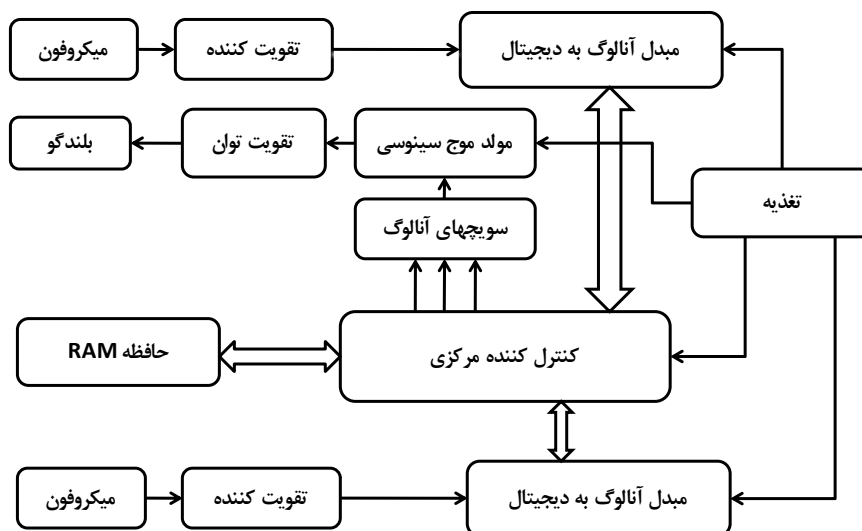 میکروفون
تقویت کننده
مبدل آنالوگ به دیجیتال
بلندگو
تقویت توان
مولد موج سینوسی
تغذیه
سویچهای آنالوگ
حافظه RAM
کنترل کننده مرکزی
میکروفون
تقویت کننده
مبدل آنالوگ به دیجیتال